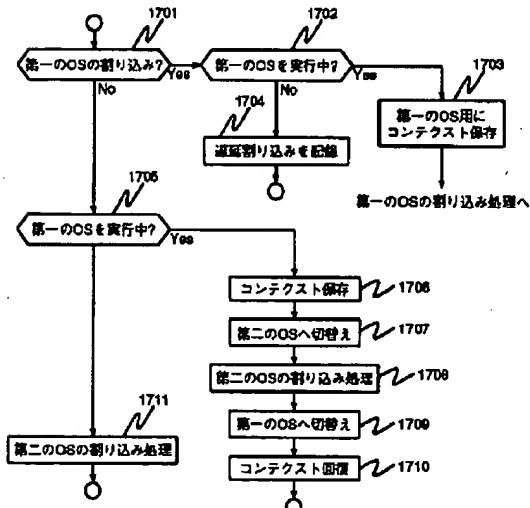 1701
第一のOSの割り込み?
Yes
No
1702
第一のOSを実行中?
Yes
No
1703
第一のOS用に
コンテクスト保存
第一のOSの割り込み処理へ
1704
遅延割り込みを記録
1705
第一のOSを実行中?
Yes
コンテクスト保存
1706
第二のOSへ切替え
1707
第二のOSの割り込み処理
1708
第一のOSへ切替え
1709
コンテクスト回復
1710
1711
第二のOSの割り込み処理